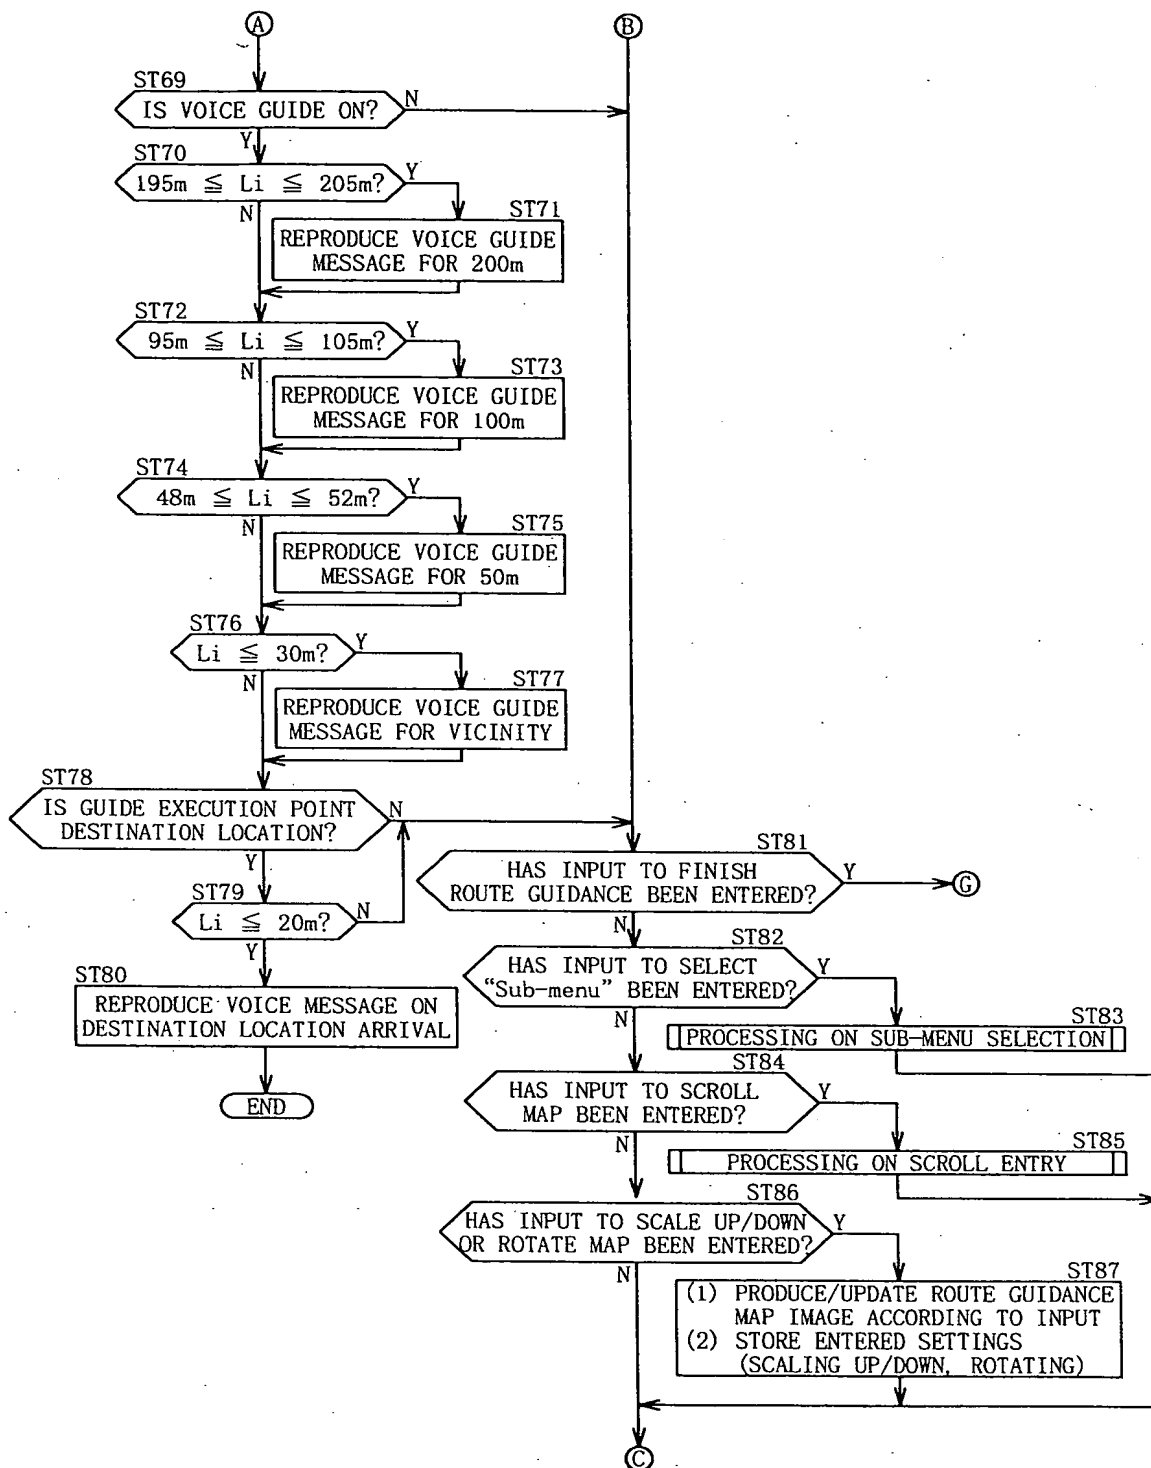 A
B
ST69
IS VOICE GUIDE ON?
N
Y
ST70
195m ≦ Li ≦ 205m?
Y
N
ST71
REPRODUCE VOICE GUIDE
MESSAGE FOR 200m
ST72
95m ≦ Li ≦ 105m?
Y
N
ST73
REPRODUCE VOICE GUIDE
MESSAGE FOR 100m
ST74
48m ≦ Li ≦ 52m?
Y
N
ST75
REPRODUCE VOICE GUIDE
MESSAGE FOR 50m
ST76
Li ≦ 30m?
Y
N
ST77
REPRODUCE VOICE GUIDE
MESSAGE FOR VICINITY
ST78
IS GUIDE EXECUTION POINT
DESTINATION LOCATION?
N
Y
ST79
Li ≦ 20m?
N
Y
ST80
REPRODUCE VOICE MESSAGE ON
DESTINATION LOCATION ARRIVAL
END
ST81
HAS INPUT TO FINISH
ROUTE GUIDANCE BEEN ENTERED?
Y
G
N
ST82
HAS INPUT TO SELECT
“Sub-menu” BEEN ENTERED?
Y
N
ST83
PROCESSING ON SUB-MENU SELECTION
ST84
HAS INPUT TO SCROLL
MAP BEEN ENTERED?
Y
N
ST85
PROCESSING ON SCROLL ENTRY
ST86
HAS INPUT TO SCALE UP/DOWN
OR ROTATE MAP BEEN ENTERED?
Y
N
ST87
(1) PRODUCE/UPDATE ROUTE GUIDANCE
MAP IMAGE ACCORDING TO INPUT
(2) STORE ENTERED SETTINGS
(SCALING UP/DOWN, ROTATING)
C